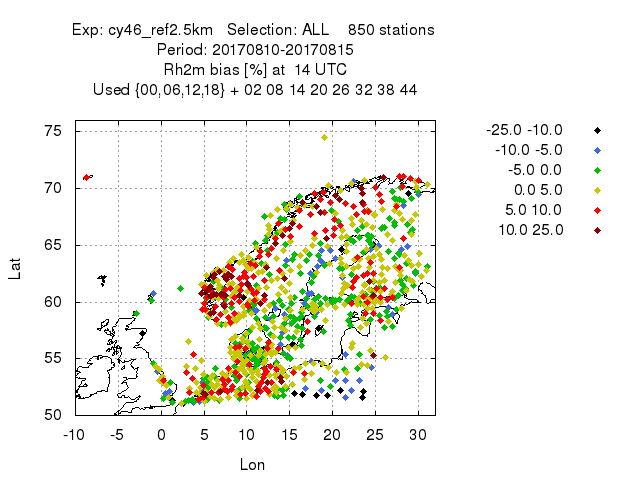 Exp: cy46_ref2.5km   Selection: ALL    850 stations
Period: 20170810-20170815
Rh2m bias [%] at  14 UTC
Used {00,06,12,18} + 02 08 14 20 26 32 38 44
-25.0 -10.0
-10.0 -5.0
-5.0 0.0
0.0 5.0
5.0 10.0
10.0 25.0
75
70
65
60
55
50
Lat
-10 -5 0 5 10 15 20 25 30
Lon